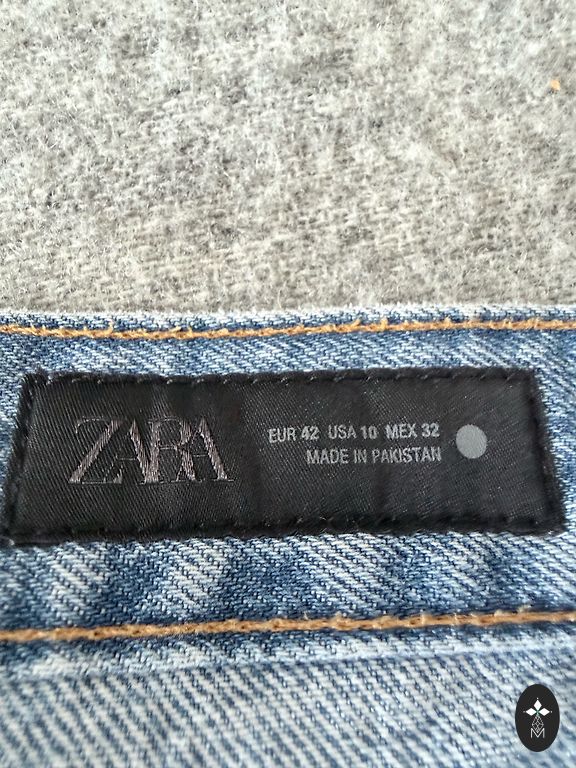 ZARA
EUR 42 USA 10 MEX 32
MADE IN PAKISTAN
M